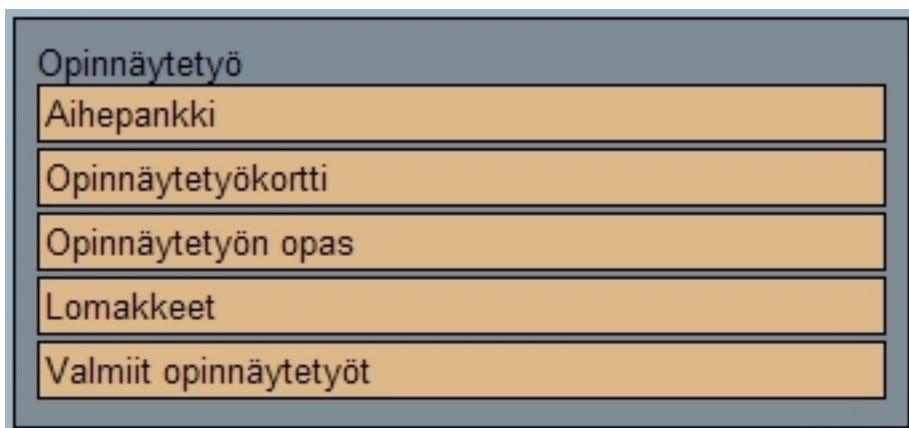 Opinnäytetyö
Aihepankki
Opinnäytetyökortti
Opinnäytetyön opas
Lomakkeet
Valmiit opinnäytetyöt